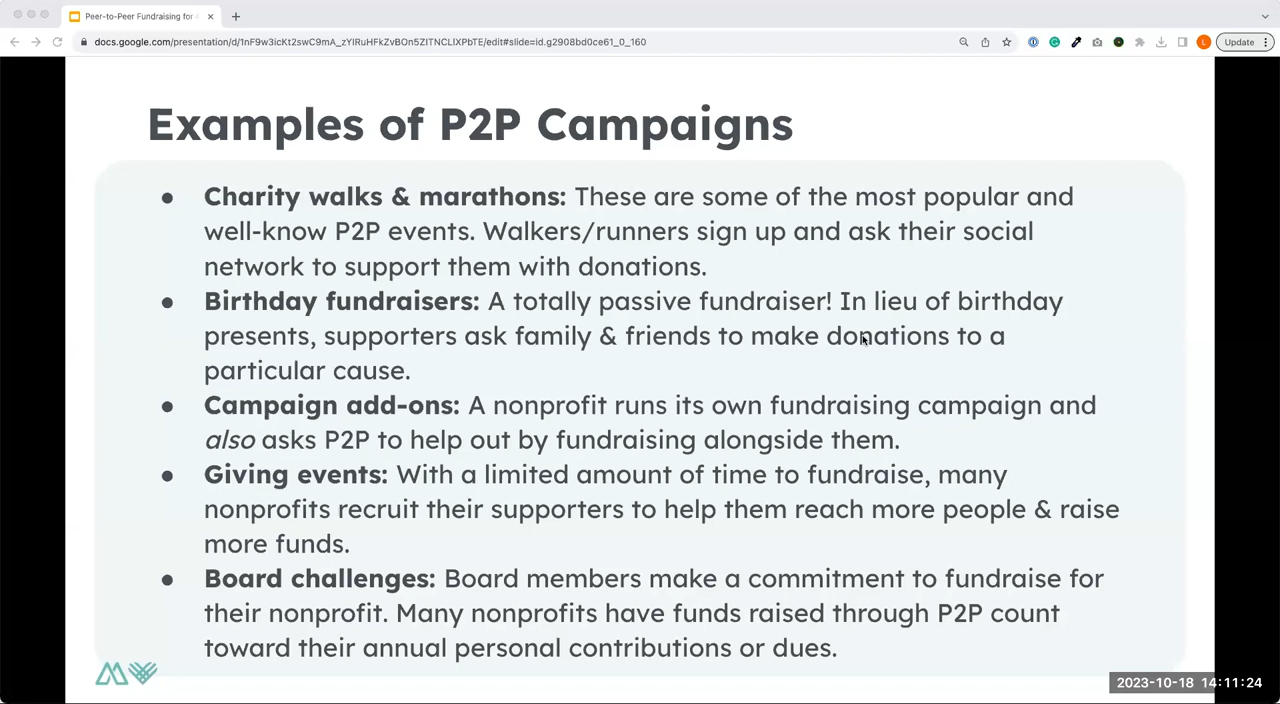 Peer-to-Peer Fundraising for
docs.google.com/presentation/d/1nF9w3icKt2swC9mA_zYlRuHFkZvBOn5ZITNCLlXPbTE/edit#slide=id.g2908bd0ce61_0_160
L
Update
Examples of P2P Campaigns
● Charity walks & marathons: These are some of the most popular and
well-know P2P events. Walkers/runners sign up and ask their social
network to support them with donations.
● Birthday fundraisers: A totally passive fundraiser! In lieu of birthday
presents, supporters ask family & friends to make donations to a
particular cause.
● Campaign add-ons: A nonprofit runs its own fundraising campaign and
also asks P2P to help out by fundraising alongside them.
● Giving events: With a limited amount of time to fundraise, many
nonprofits recruit their supporters to help them reach more people & raise
more funds.
● Board challenges: Board members make a commitment to fundraise for
their nonprofit. Many nonprofits have funds raised through P2P count
toward their annual personal contributions or dues.
2023-10-18 14:11:24